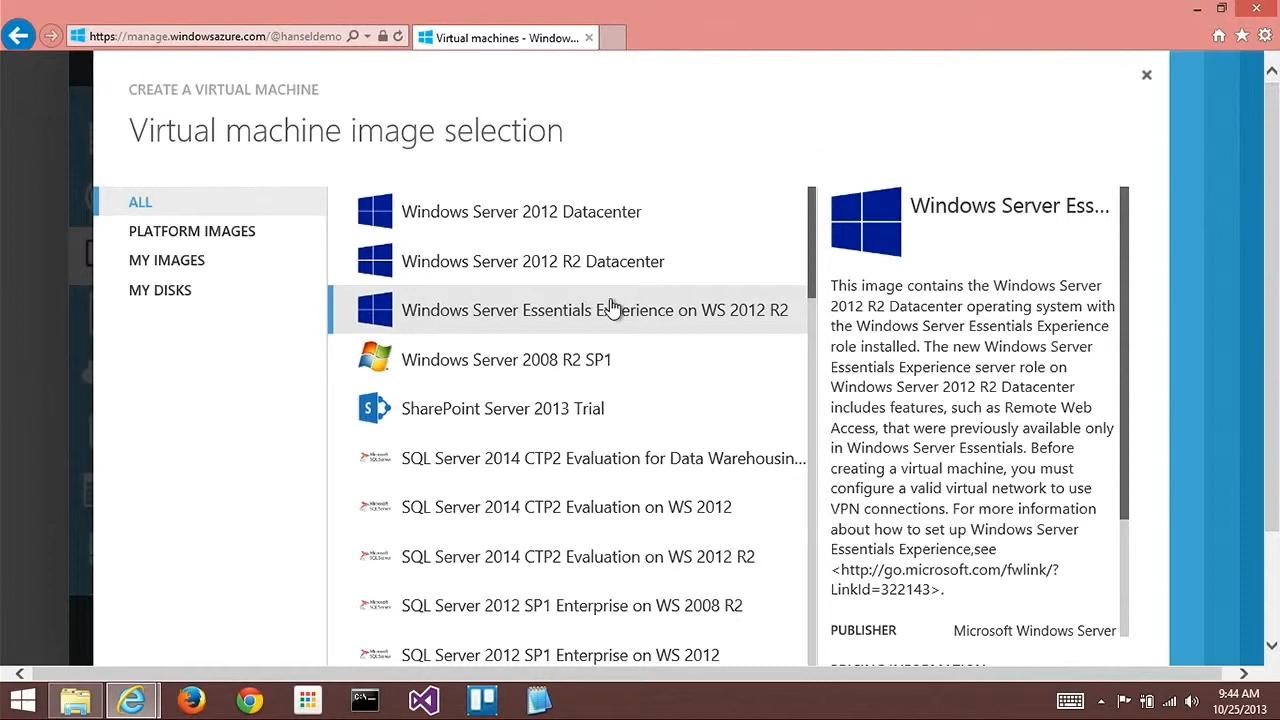 https://manage.windowsazure.com/@hanseldemo
Virtual machines - Window...
CREATE A VIRTUAL MACHINE
Virtual machine image selection
ALL
PLATFORM IMAGES
MY IMAGES
MY DISKS
Windows Server 2012 Datacenter
Windows Server 2012 R2 Datacenter
Windows Server Essentials Experience on WS 2012 R2
Windows Server 2008 R2 SP1
SharePoint Server 2013 Trial
SQL Server 2014 CTP2 Evaluation for Data Warehousin...
SQL Server 2014 CTP2 Evaluation on WS 2012
SQL Server 2014 CTP2 Evaluation on WS 2012 R2
SQL Server 2012 SP1 Enterprise on WS 2008 R2
SQL Server 2012 SP1 Enterprise on WS 2012
Windows Server Ess...
This image contains the Windows Server
2012 R2 Datacenter operating system with
the Windows Server Essentials Experience
role installed. The new Windows Server
Essentials Experience server role on
Windows Server 2012 R2 Datacenter
includes features, such as Remote Web
Access, that were previously available only
in Windows Server Essentials. Before
creating a virtual machine, you must
configure a valid virtual network to use
VPN connections. For more information
about how to set up Windows Server
Essentials Experience,see
<http://go.microsoft.com/fwlink/?
LinkId=322143>.
PUBLISHER Microsoft Windows Server
9:44 AM
10/25/2013